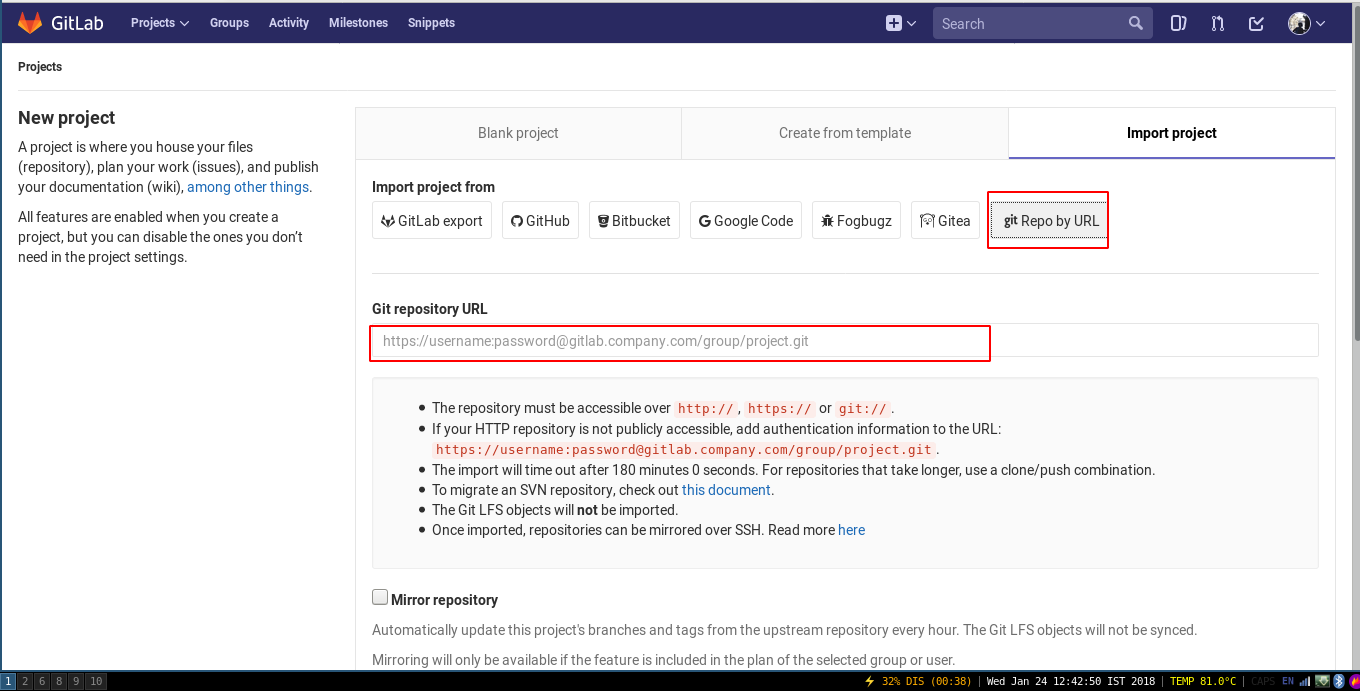 GitLab Projects Groups Activity Milestones Snippets Search
Projects
New project
A project is where you house your files
(repository), plan your work (issues), and publish
your documentation (wiki), among other things.
All features are enabled when you create a
project, but you can disable the ones you don't
need in the project settings.
Blank project Create from template Import project
Import project from
GitLab export GitHub Bitbucket Google Code Fogbugz Gitea git Repo by URL
Git repository URL
https://username:password@gitlab.company.com/group/project.git
The repository must be accessible over http://, https:// or git://.
If your HTTP repository is not publicly accessible, add authentication information to the URL:
https://username:password@gitlab.company.com/group/project.git.
The import will time out after 180 minutes 0 seconds. For repositories that take longer, use a clone/push combination.
To migrate an SVN repository, check out this document.
The Git LFS objects will not be imported.
Once imported, repositories can be mirrored over SSH. Read more here
Mirror repository
Automatically update this project's branches and tags from the upstream repository every hour. The Git LFS objects will not be synced.
Mirroring will only be available if the feature is included in the plan of the selected group or user.
1 2 6 8 9 10 32% DIS (00:38) | Wed Jan 24 12:42:50 IST 2018 | TEMP 81.0°C | CAPS EN